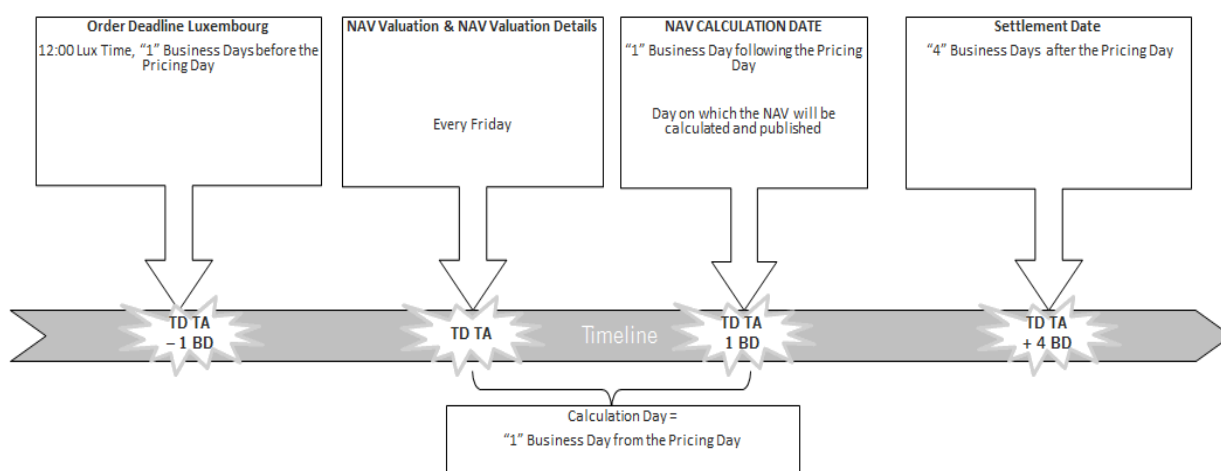 Order Deadline Luxembourg
12:00 Lux Time, “1” Business Days before the
Pricing Day
NAV Valuation & NAV Valuation Details
Every Friday
NAV CALCULATION DATE
“1” Business Day following the Pricing
Day
Day on which the NAV will be
calculated and published
Settlement Date
“4” Business Days after the Pricing Day
TD TA
– 1 BD
TD TA
Timeline
TD TA
1 BD
TD TA
+ 4 BD
Calculation Day =
“1” Business Day from the Pricing Day